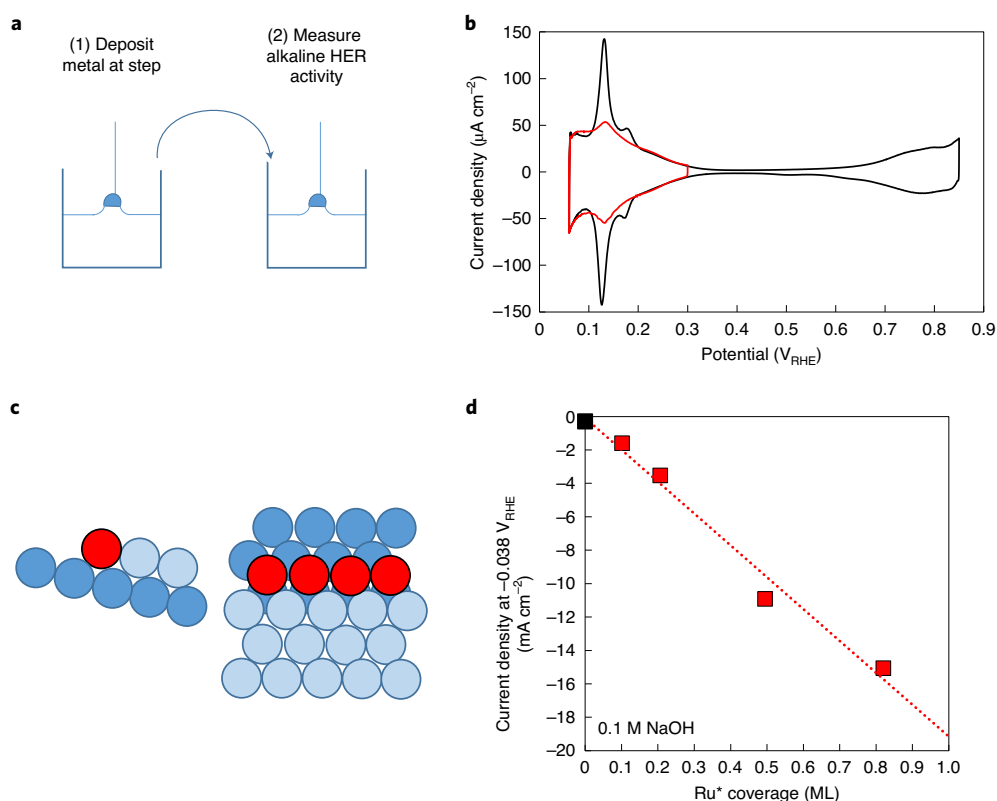 a
(1) Deposit
metal at step
(2) Measure
alkaline HER
activity
b
Current density (µA cm⁻²)
150
100
50
0
−50
−100
−150
0
0.1
0.2
0.3
0.4
0.5
0.6
0.7
0.8
0.9
Potential (V_RHE)
c
d
Current density at −0.038 V_RHE
(mA cm⁻²)
0
−2
−4
−6
−8
−10
−12
−14
−16
−18
−20
0.1 M NaOH
0
0.1
0.2
0.3
0.4
0.5
0.6
0.7
0.8
0.9
1.0
Ru* coverage (ML)